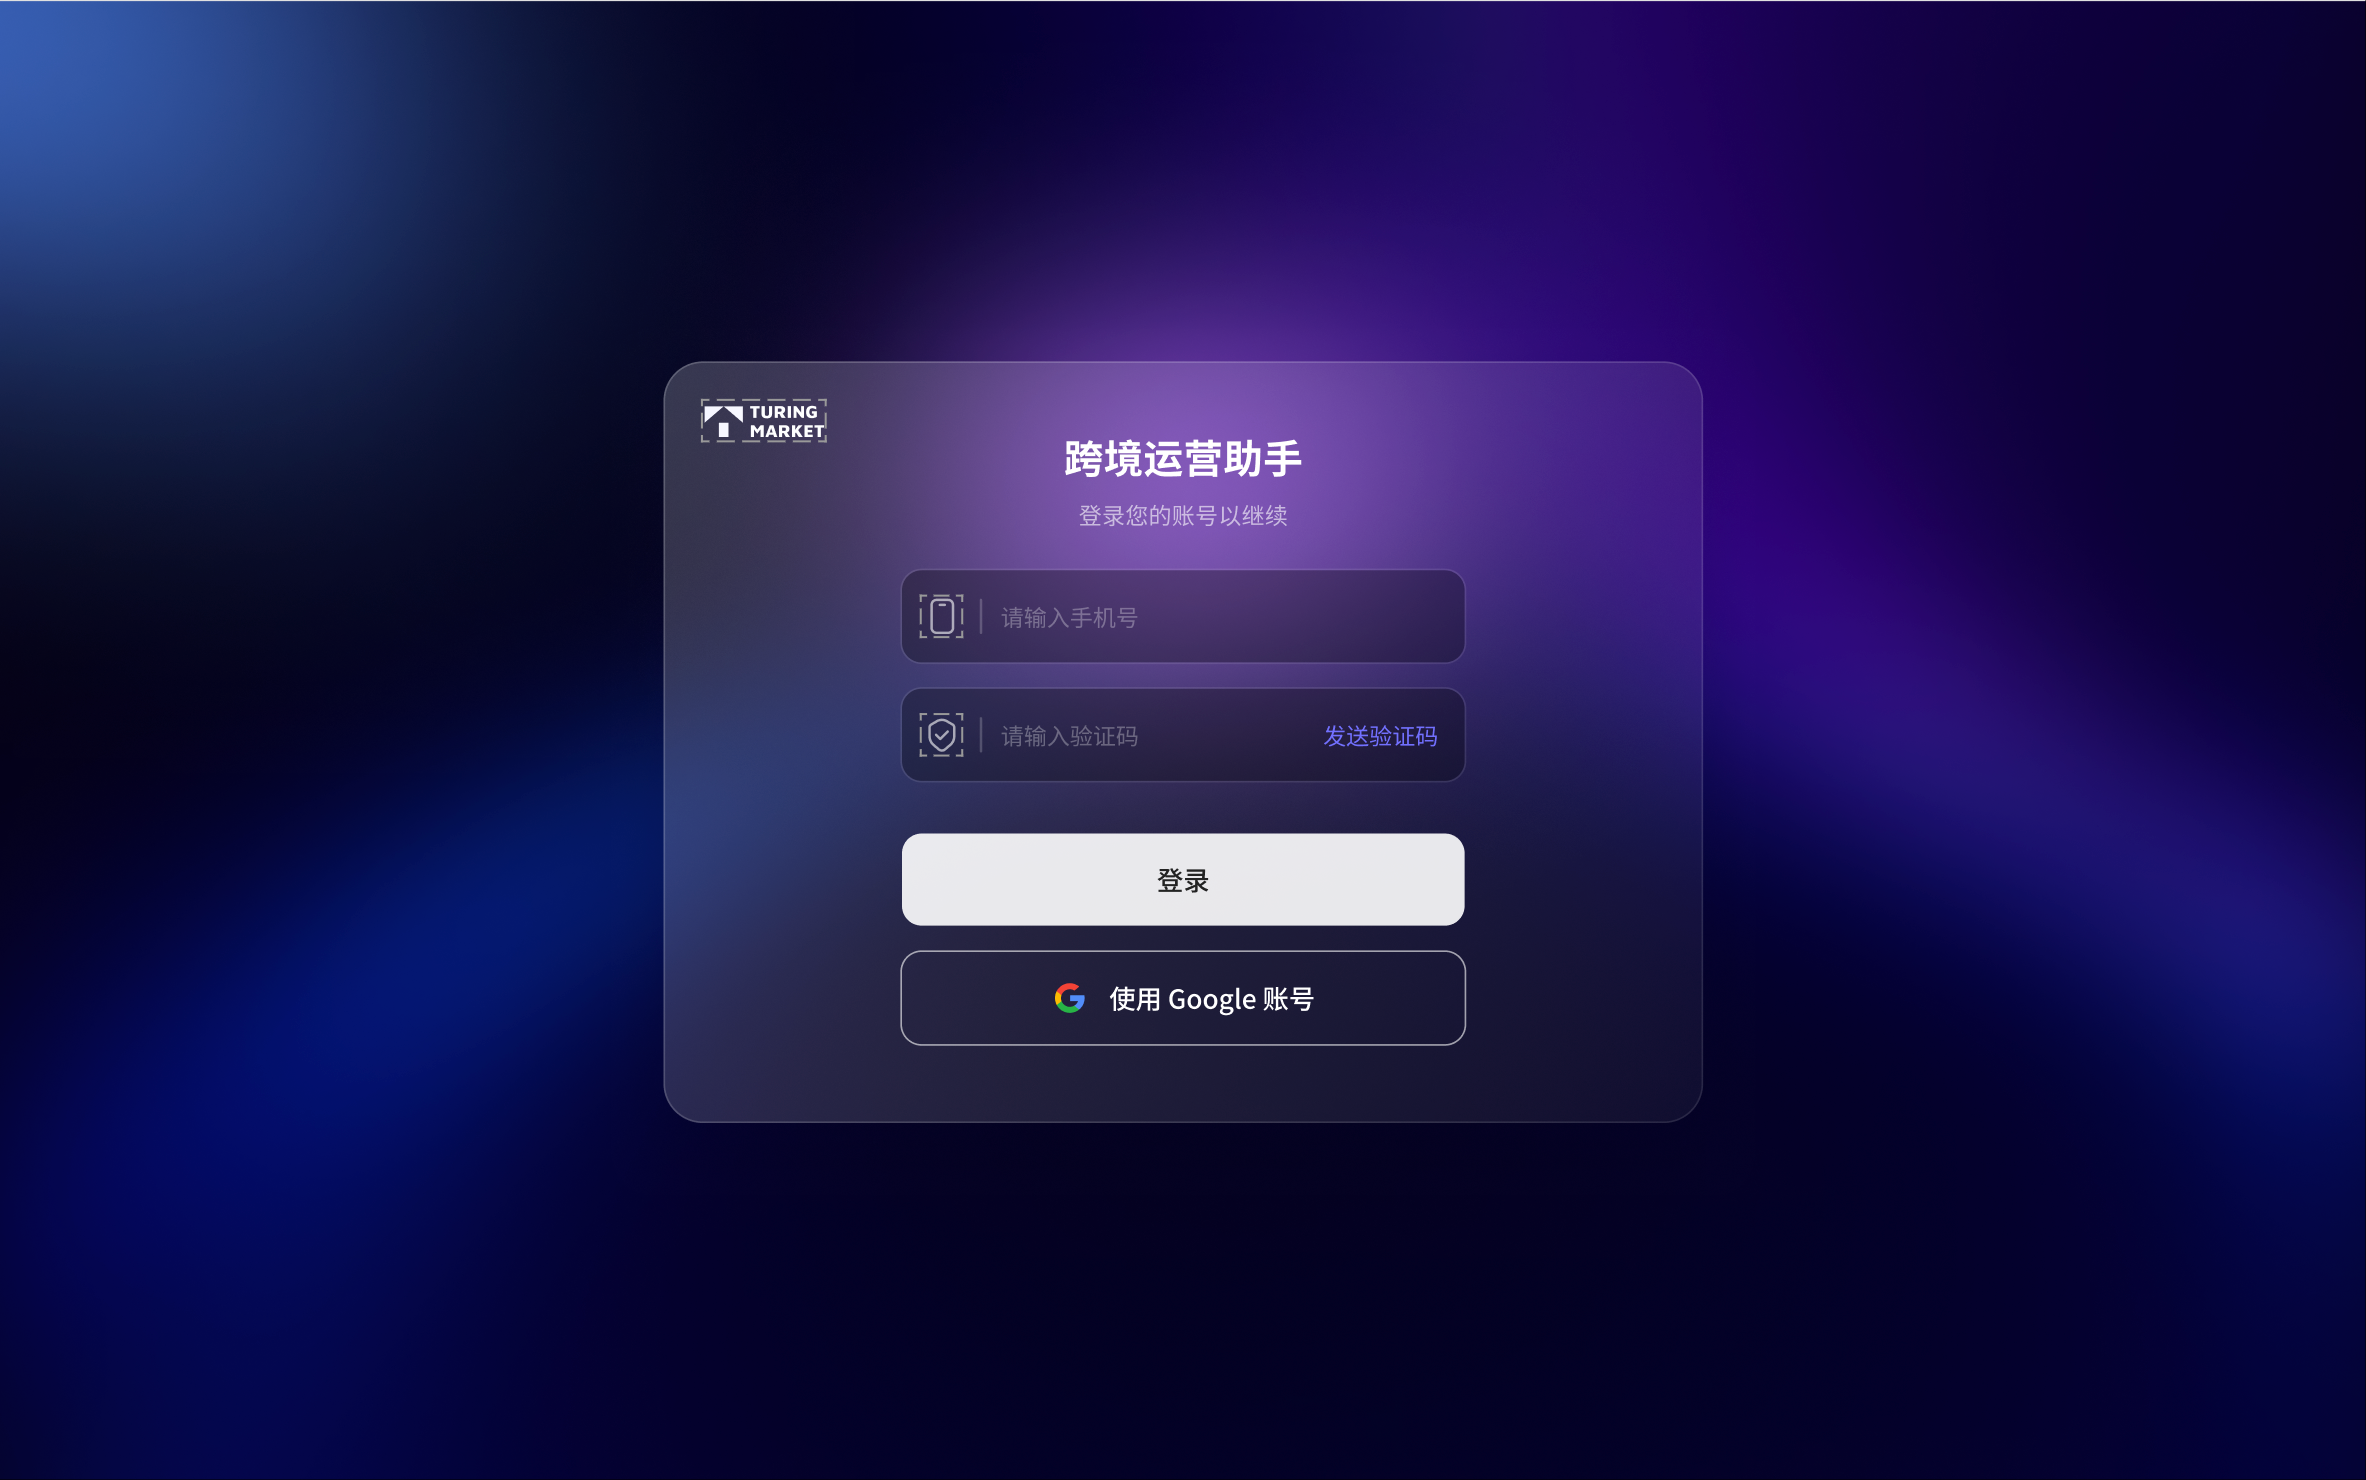 TURING
MARKET
跨境运营助手
登录您的账号以继续
请输入手机号
请输入验证码
发送验证码
登录
使用 Google 账号